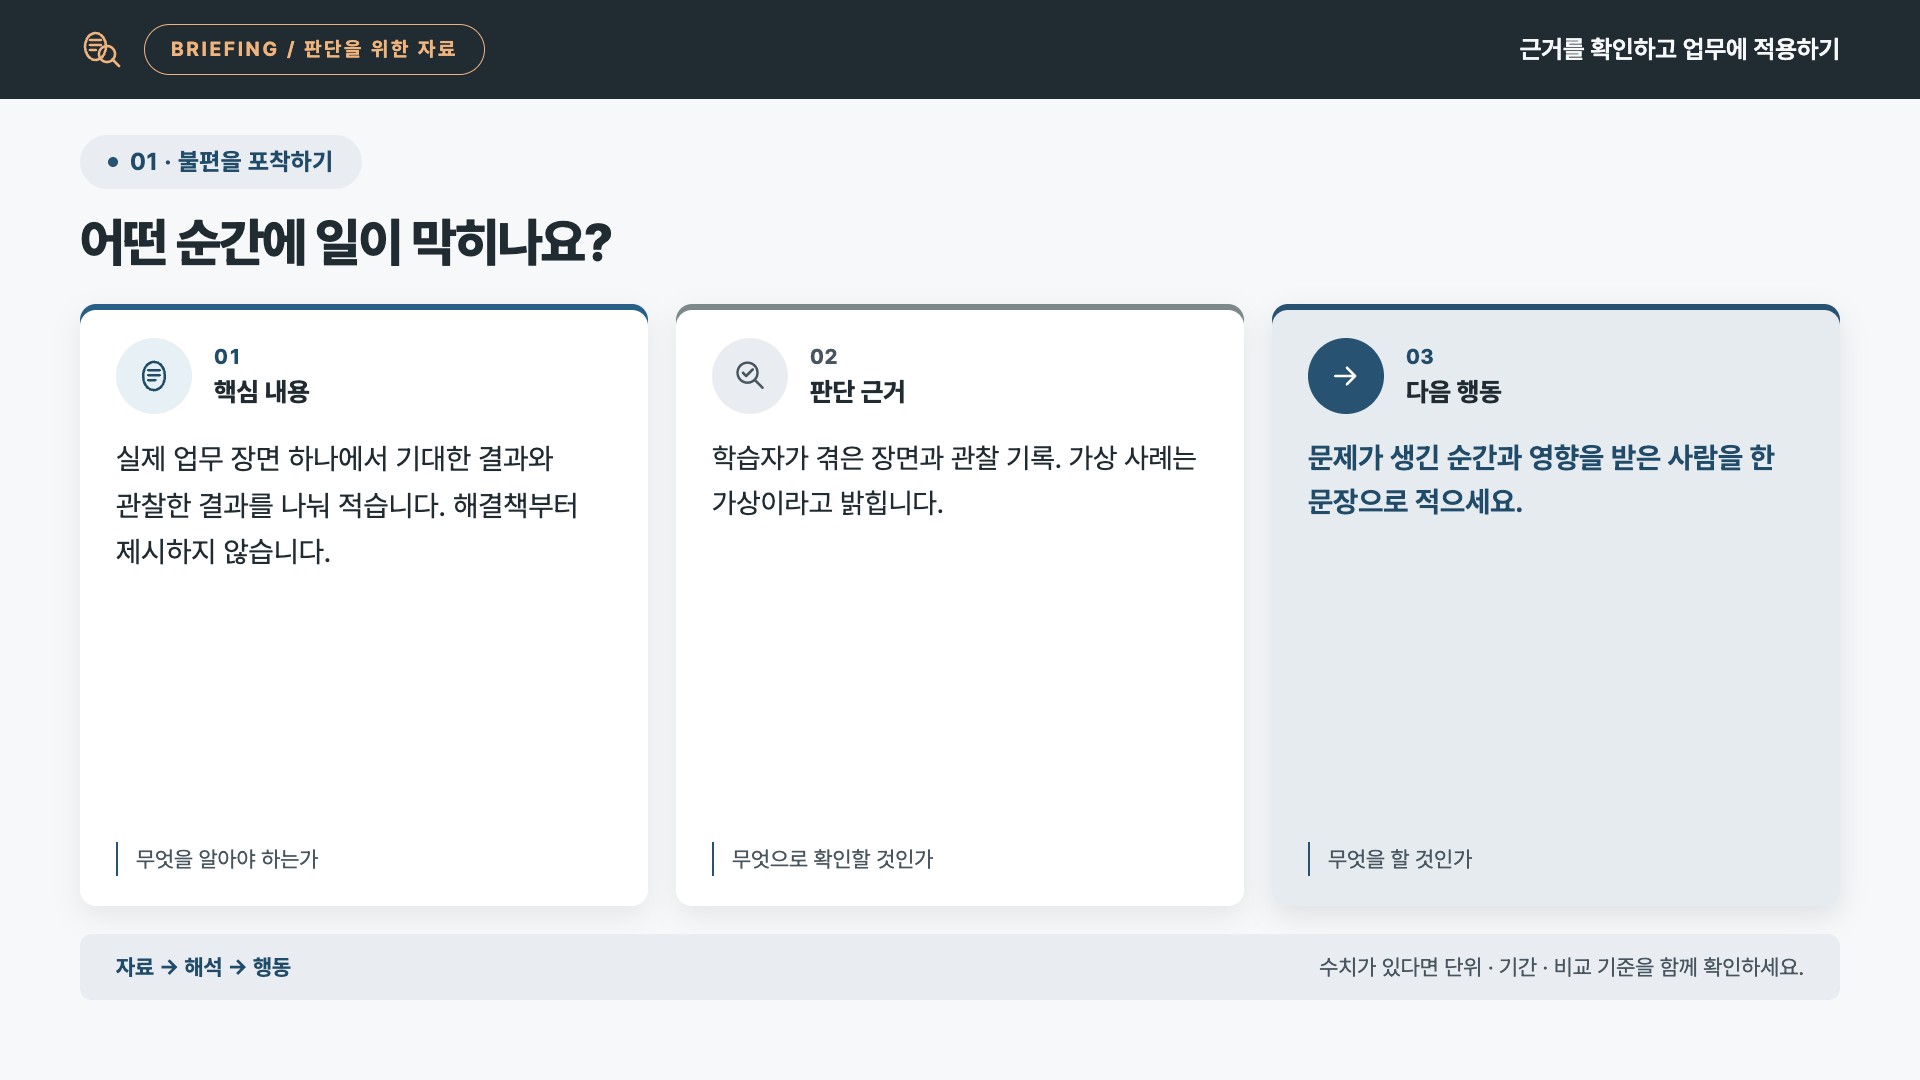 BRIEFING / 판단을 위한 자료
근거를 확인하고 업무에 적용하기
01 · 불편을 포착하기
어떤 순간에 일이 막히나요?
01
핵심 내용
실제 업무 장면 하나에서 기대한 결과와
관찰한 결과를 나눠 적습니다. 해결책부터
제시하지 않습니다.
무엇을 알아야 하는가
02
판단 근거
학습자가 겪은 장면과 관찰 기록. 가상 사례는
가상이라고 밝힙니다.
무엇으로 확인할 것인가
03
다음 행동
문제가 생긴 순간과 영향을 받은 사람을 한
문장으로 적으세요.
무엇을 할 것인가
자료 → 해석 → 행동
수치가 있다면 단위 · 기간 · 비교 기준을 함께 확인하세요.